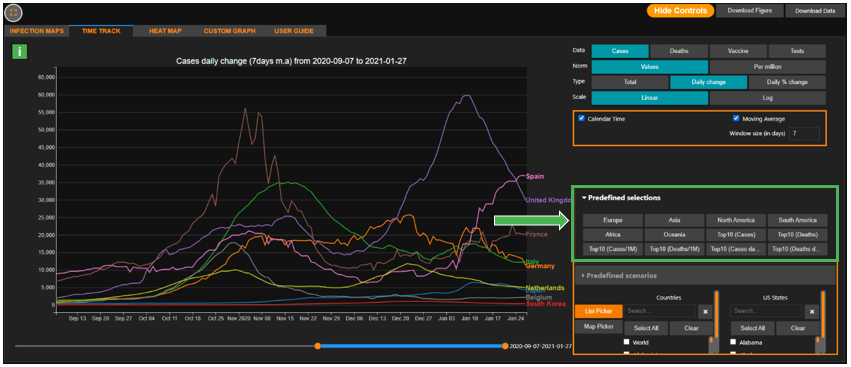 Hide Controls
Download Figure
Download Data
INFECTION MAPS
TIME TRACK
HEAT MAP
CUSTOM GRAPH
USER GUIDE
i
Cases daily change (7days m.a) from 2020-09-07 to 2021-01-27
65,000
60,000
55,000
50,000
45,000
40,000
35,000
30,000
25,000
20,000
15,000
10,000
5,000
0
Sep 13
Sep 20
Sep 27
Oct 04
Oct 11
Oct 18
Oct 25
Nov 2020
Nov 08
Nov 15
Nov 22
Nov 29
Dec 06
Dec 13
Dec 20
Dec 27
Jan 03
Jan 10
Jan 17
Jan 24
Spain
United Kingdo
France
Italy
Germany
Netherlands
Belgium
South Korea
2020-09-07-2021-01-27
Data
Cases
Deaths
Vaccine
Tests
Norm
Values
Per million
Type
Total
Daily change
Daily % change
Scale
Linear
Log
Calendar Time
Moving Average
Window size (in days)
7
Predefined selections
Europe
Asia
North America
South America
Africa
Oceania
Top10 (Cases)
Top10 (Deaths)
Top10 (Cases/1M)
Top10 (Deaths/1M)
Top10 (Cases da...
Top10 (Deaths d...
Predefined scenarios
List Picker
Map Picker
Countries
Search...
Select All
Clear
World
US States
Search...
Select All
Clear
Alabama